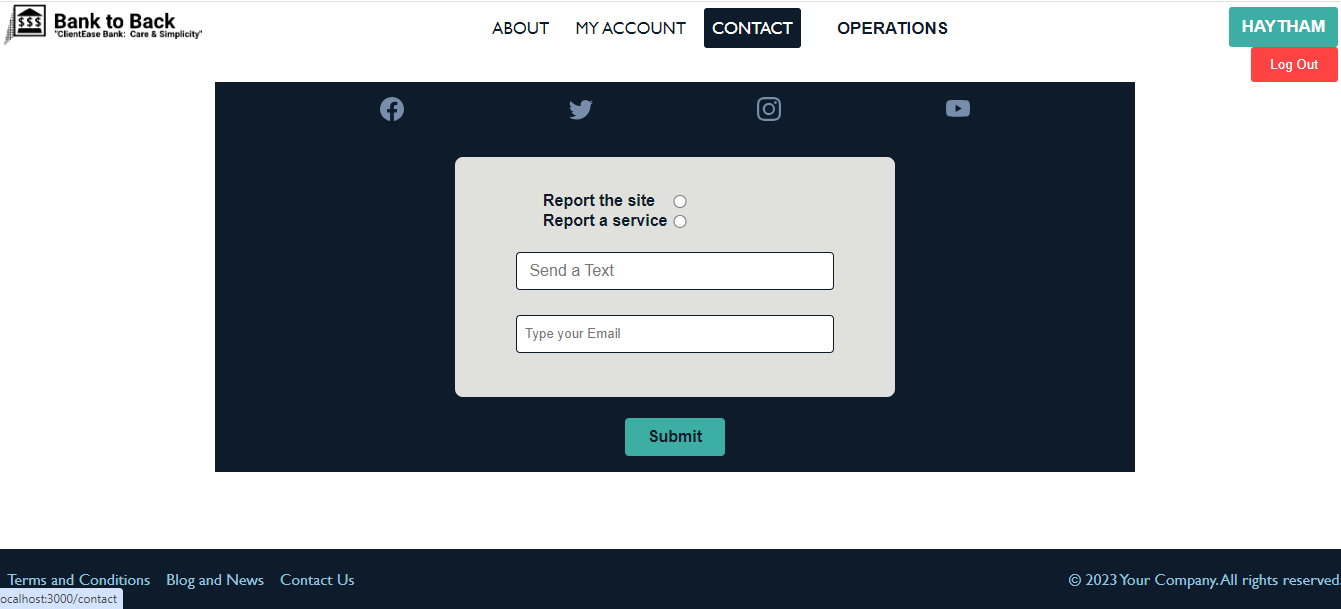 $$$
Bank to Back
"ClientEase Bank: Care & Simplicity"
ABOUT MY ACCOUNT CONTACT OPERATIONS
HAYTHAM
Log Out
Report the site
Report a service
Send a Text
Type your Email
Submit
Terms and Conditions Blog and News Contact Us
© 2023 Your Company. All rights reserved.
ocalhost:3000/contact